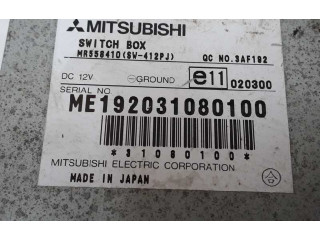 MITSUBISHI
SWITCH BOX
MR558410(SW-412PJ) QC NO.3AF192
DC 12V ⊖GROUND e11 020300
SERIAL NO.
ME192031080100
*31080100*
MITSUBISHI ELECTRIC CORPORATION
MADE IN JAPAN